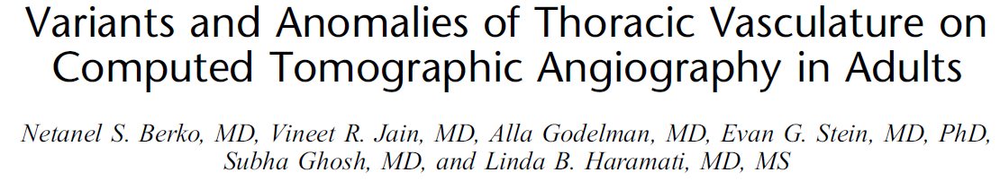 Variants and Anomalies of Thoracic Vasculature on
Computed Tomographic Angiography in Adults
Netanel S. Berko, MD, Vineet R. Jain, MD, Alla Godelman, MD, Evan G. Stein, MD, PhD,
Subha Ghosh, MD, and Linda B. Haramati, MD, MS